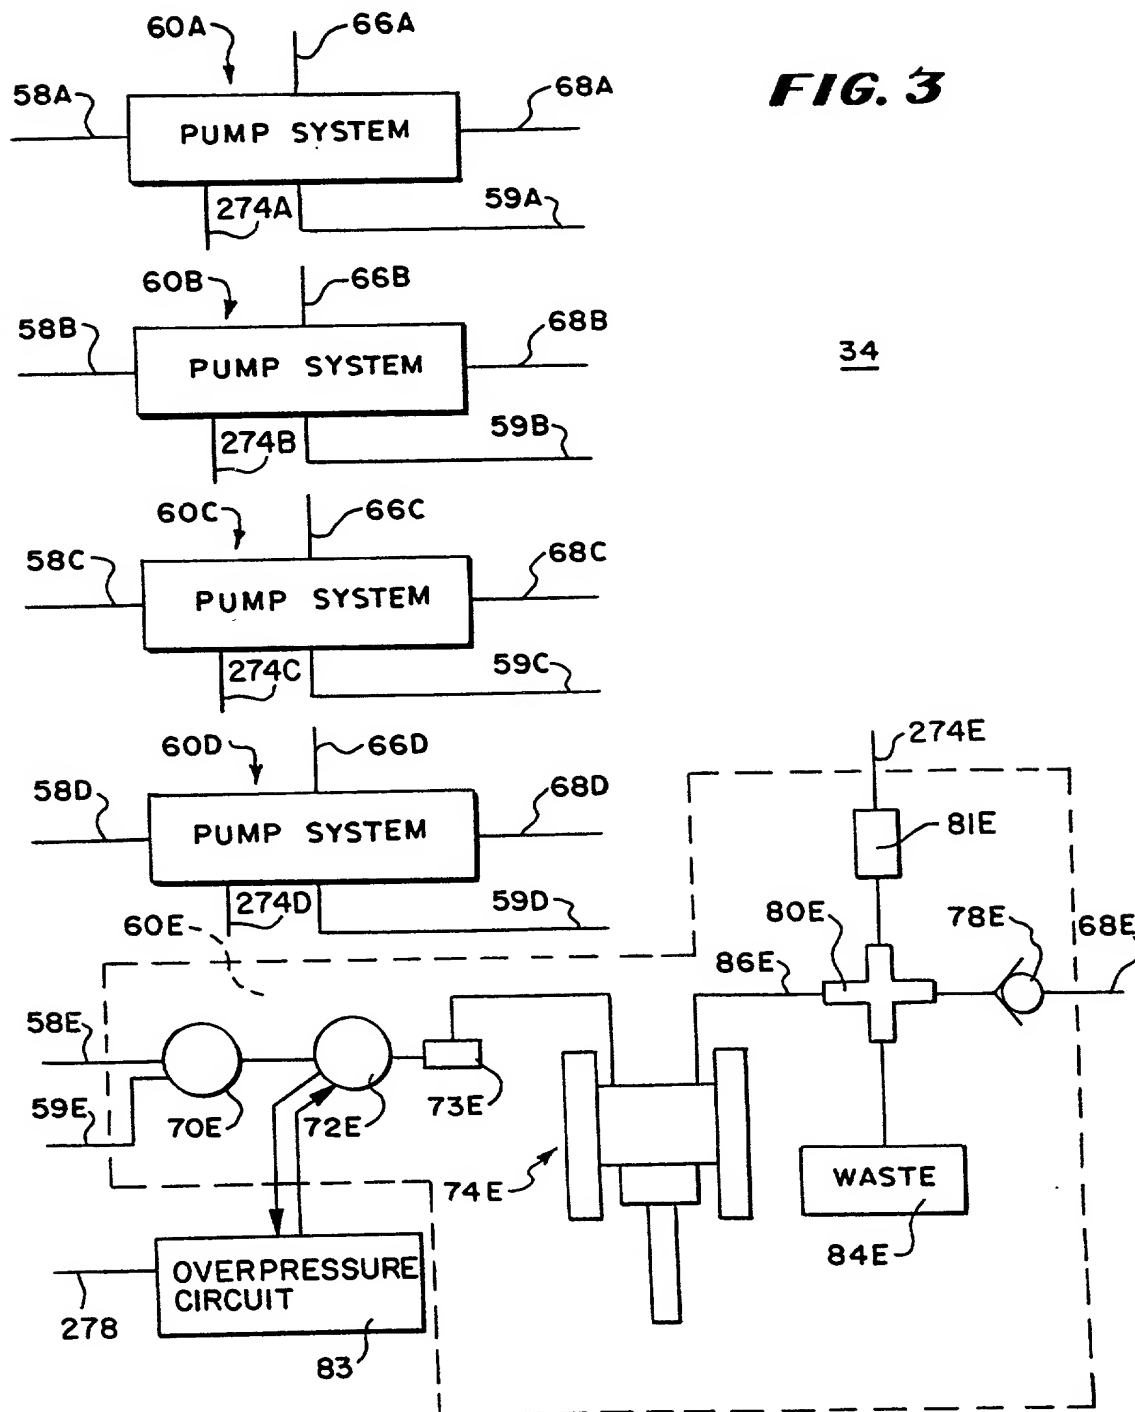 60A
66A
FIG. 3
58A
68A
PUMP SYSTEM
274A
59A
60B
66B
58B
68B
34
PUMP SYSTEM
274B
59B
60C
66C
58C
68C
PUMP SYSTEM
274C
59C
60D
66D
274E
58D
68D
PUMP SYSTEM
81E
274D
59D
60E
80E
78E
68E
86E
58E
59E
70E
72E
73E
74E
WASTE
84E
OVERPRESSURE
CIRCUIT
278
83